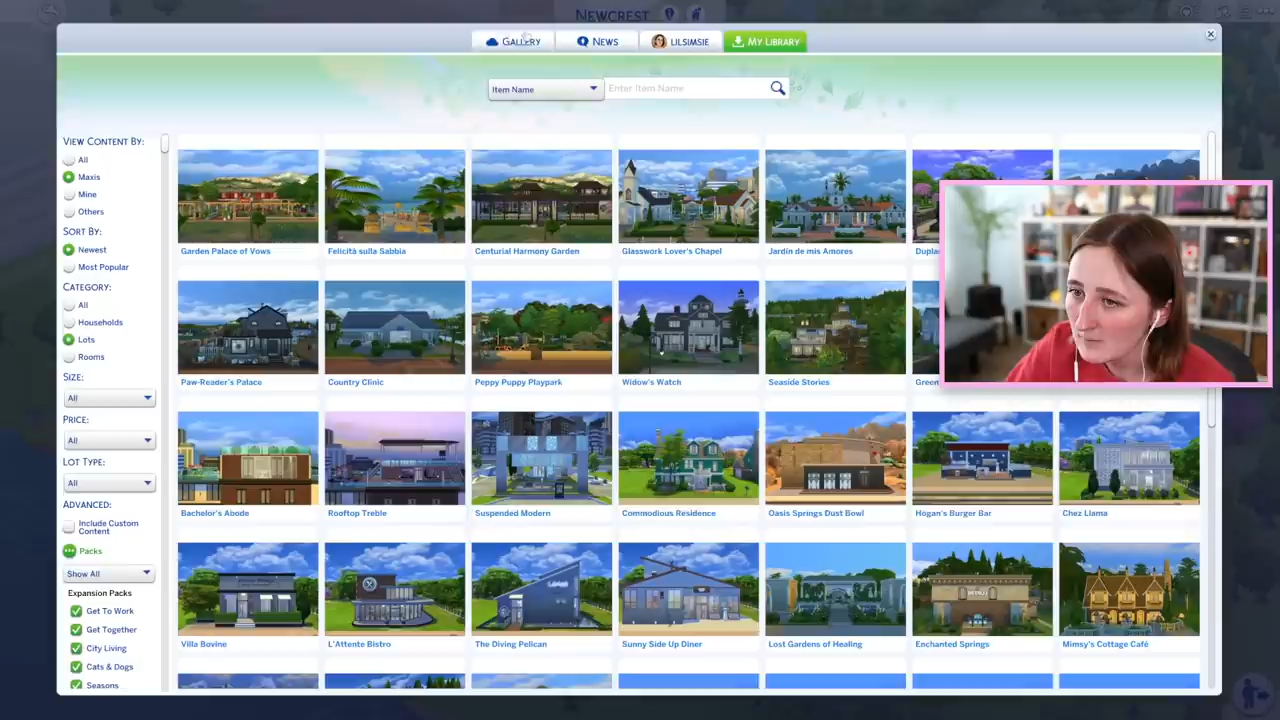 NEWCREST
GALLERY
NEWS
LILSIMSIE
MY LIBRARY
Item Name
Enter Item Name
VIEW CONTENT BY:
All
Maxis
Mine
Others
SORT BY:
Newest
Most Popular
CATEGORY:
All
Households
Lots
Rooms
SIZE:
All
PRICE:
All
LOT TYPE:
All
ADVANCED:
Include Custom
Content
Packs
Show All
Expansion Packs
Get To Work
Get Together
City Living
Cats & Dogs
Seasons
Garden Palace of Vows
Felicità sulla Sabbia
Centurial Harmony Garden
Glasswork Lover's Chapel
Jardín de mis Amores
Paw-Reader's Palace
Country Clinic
Peppy Puppy Playpark
Widow's Watch
Seaside Stories
Bachelor's Abode
Rooftop Treble
Suspended Modern
Commodious Residence
Oasis Springs Dust Bowl
Hogan's Burger Bar
Chez Llama
Villa Bovine
L'Attente Bistro
The Diving Pelican
Sunny Side Up Diner
Lost Gardens of Healing
Enchanted Springs
Mimsy's Cottage Café